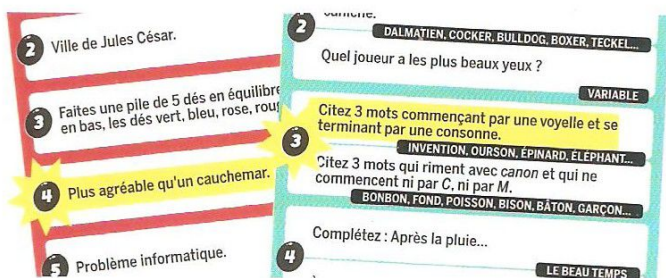 2 Ville de Jules César.
3 Faites une pile de 5 dés en équilibre
en bas, les dés vert, bleu, rose, roug
4 Plus agréable qu'un cauchemar.
5 Problème informatique.
caniche.
2 DALMATIEN, COCKER, BULLDOG, BOXER, TECKEL...
Quel joueur a les plus beaux yeux ?
VARIABLE
3 Citez 3 mots commençant par une voyelle et se
terminant par une consonne.
INVENTION, OURSON, ÉPINARD, ÉLÉPHANT...
Citez 3 mots qui riment avec canon et qui ne
commencent ni par C, ni par M.
BONBON, FOND, POISSON, BISON, BÂTON, GARÇON...
4 Complétez : Après la pluie...
LE BEAU TEMPS